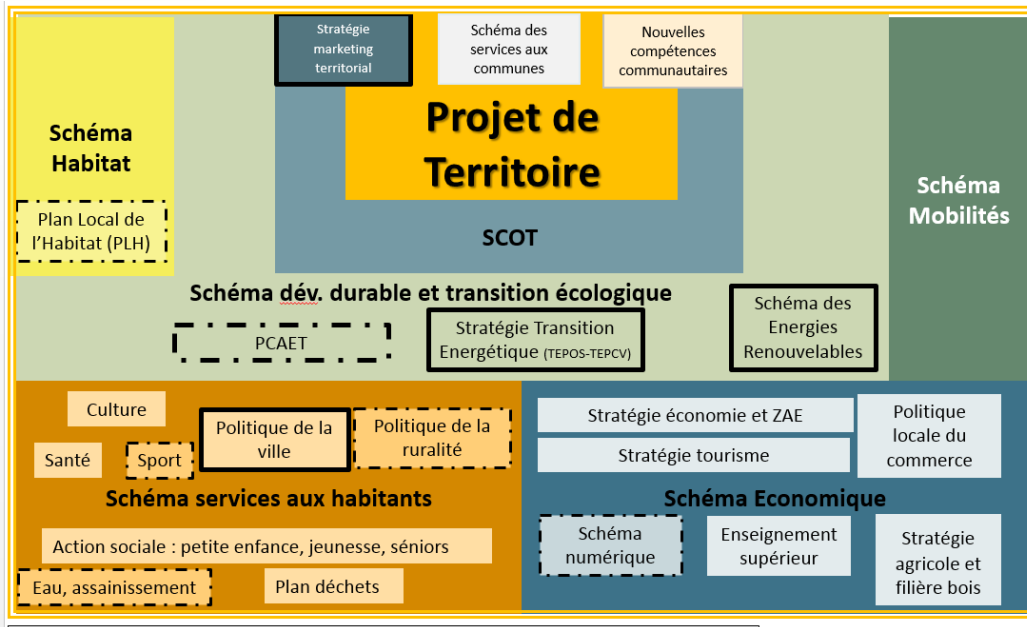 Stratégie
marketing
territorial
Schéma des
services aux
communes
Nouvelles
compétences
communautaires
Projet de
Territoire
SCOT
Schéma
Habitat
Plan Local de
l'Habitat (PLH)
Schéma
Mobilités
Schéma dév. durable et transition écologique
PCAET
Stratégie Transition
Energétique (TEPOS-TEPCV)
Schéma des
Energies
Renouvelables
Culture
Santé
Sport
Politique de la
ville
Politique de la
ruralité
Schéma services aux habitants
Action sociale : petite enfance, jeunesse, séniors
Eau, assainissement
Plan déchets
Stratégie économie et ZAE
Stratégie tourisme
Politique
locale du
commerce
Schéma Economique
Schéma
numérique
Enseignement
supérieur
Stratégie
agricole et
filière bois